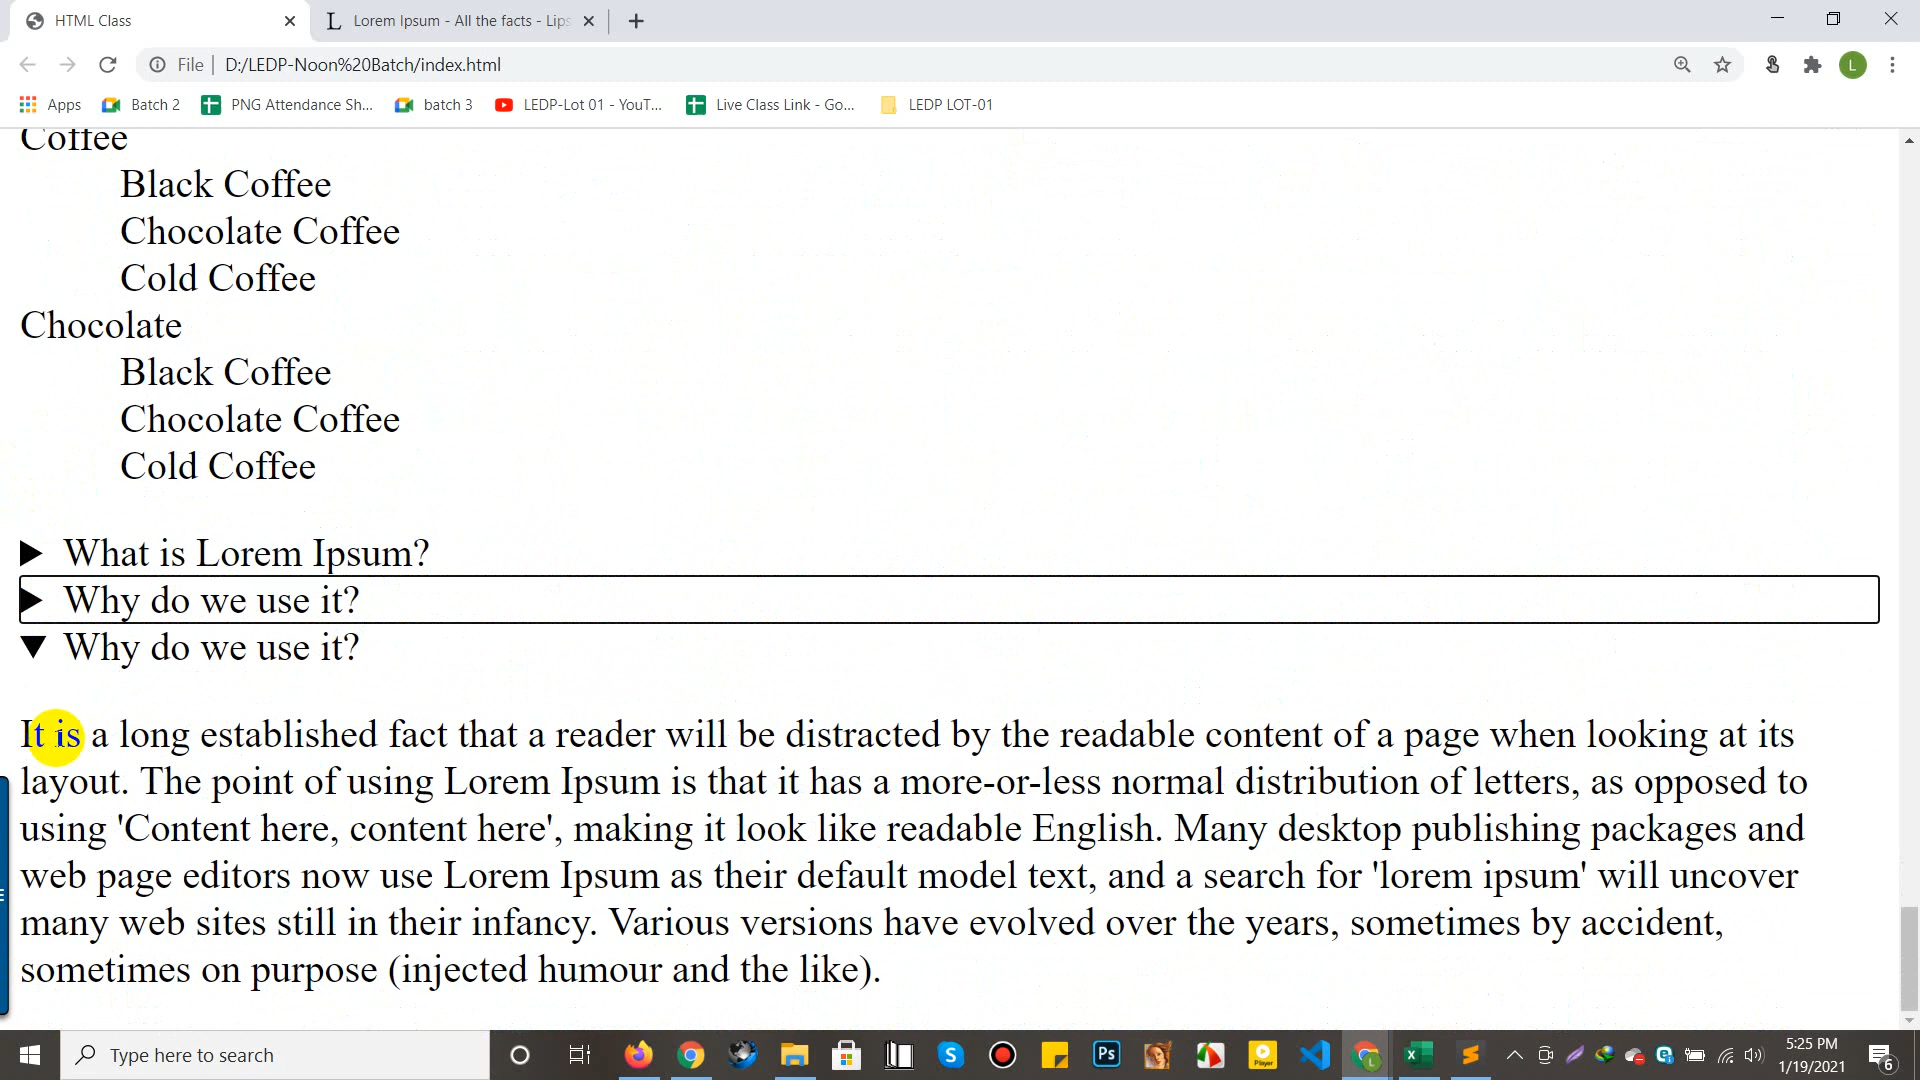 HTML Class
L Lorem Ipsum - All the facts - Lips
File D:/LEDP-Noon%20Batch/index.html
L
Apps Batch 2 PNG Attendance Sh... batch 3 LEDP-Lot 01 - YouT... Live Class Link - Go... LEDP LOT-01
Coffee
Black Coffee
Chocolate Coffee
Cold Coffee
Chocolate
Black Coffee
Chocolate Coffee
Cold Coffee
What is Lorem Ipsum?
Why do we use it?
Why do we use it?
It is a long established fact that a reader will be distracted by the readable content of a page when looking at its
layout. The point of using Lorem Ipsum is that it has a more-or-less normal distribution of letters, as opposed to
using 'Content here, content here', making it look like readable English. Many desktop publishing packages and
web page editors now use Lorem Ipsum as their default model text, and a search for 'lorem ipsum' will uncover
many web sites still in their infancy. Various versions have evolved over the years, sometimes by accident,
sometimes on purpose (injected humour and the like).
Type here to search
Ps
Player
5:25 PM
1/19/2021
6